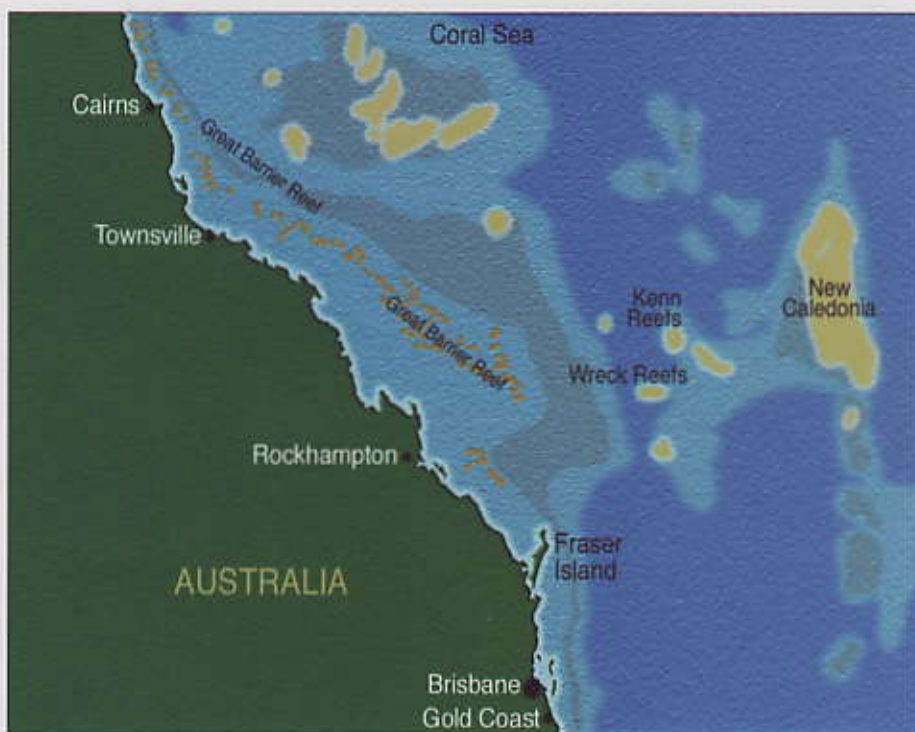 Coral Sea
Cairns
Great Barrier Reef
Townsville
Kenn
Reefs
New
Caledonia
Great Barrier Reef
Wreck Reefs
Rockhampton
Fraser
Island
AUSTRALIA
Brisbane
Gold Coast